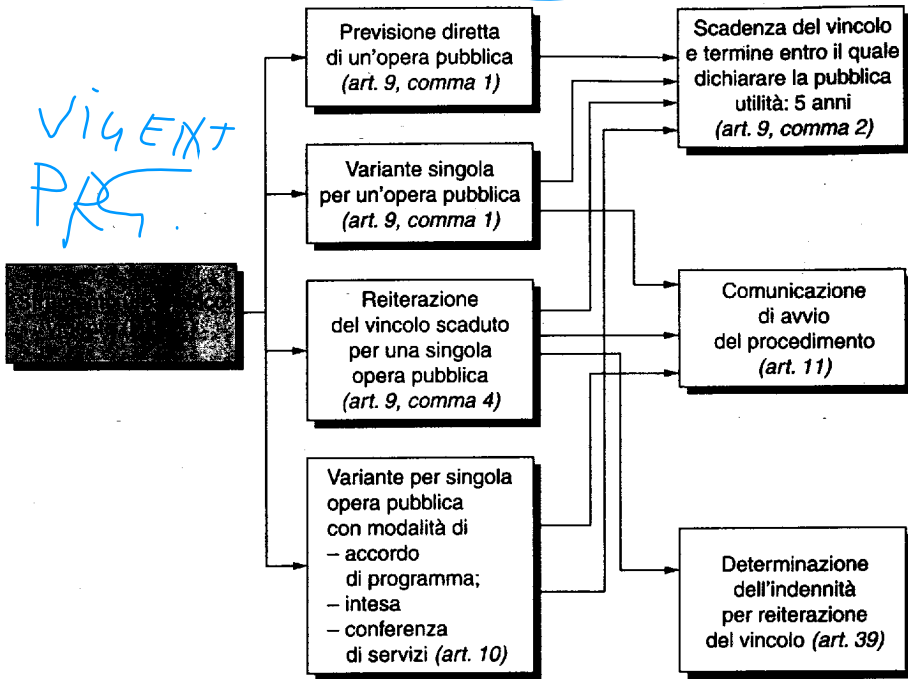 Previsione diretta
di un'opera pubblica
(art. 9, comma 1)
Scadenza del vincolo
e termine entro il quale
dichiarare la pubblica
utilità: 5 anni
(art. 9, comma 2)
VIGENT
PRG.
Variante singola
per un'opera pubblica
(art. 9, comma 1)
Reiterazione
del vincolo scaduto
per una singola
opera pubblica
(art. 9, comma 4)
Comunicazione
di avvio
del procedimento
(art. 11)
Variante per singola
opera pubblica
con modalità di
– accordo
di programma;
– intesa
– conferenza
di servizi (art. 10)
Determinazione
dell'indennità
per reiterazione
del vincolo (art. 39)